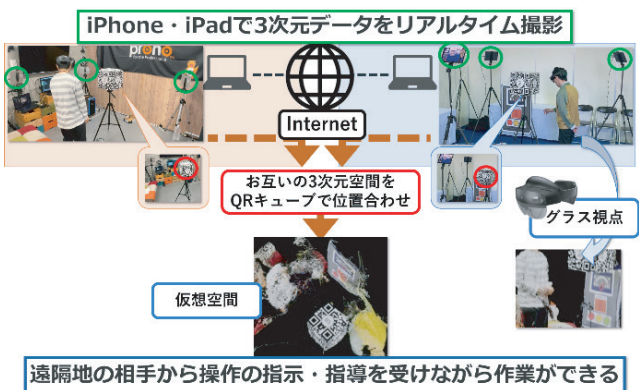 iPhone・iPadで3次元データをリアルタイム撮影
prono
Internet
お互いの3次元空間を
QRキューブで位置合わせ
グラス視点
仮想空間
遠隔地の相手から操作の指示・指導を受けながら作業ができる